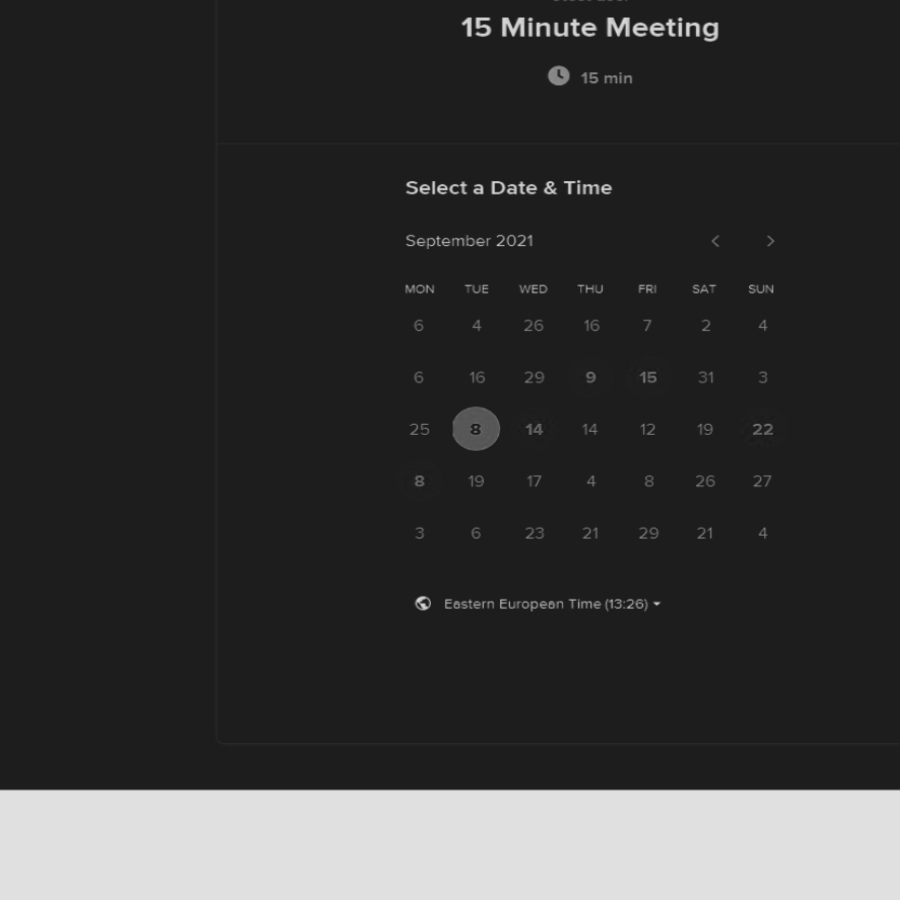 15 Minute Meeting
15 min
Select a Date & Time
September 2021
MON TUE WED THU FRI SAT SUN
6 4 26 16 7 2 4
6 16 29 9 15 31 3
25 8 14 14 12 19 22
8 19 17 4 8 26 27
3 6 23 21 29 21 4
Eastern European Time (13:26)